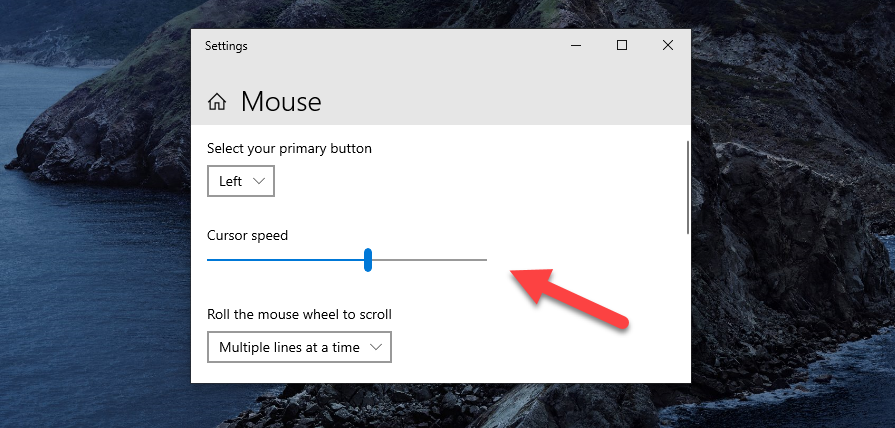 Settings
Mouse
Select your primary button
Left
Cursor speed
Roll the mouse wheel to scroll
Multiple lines at a time